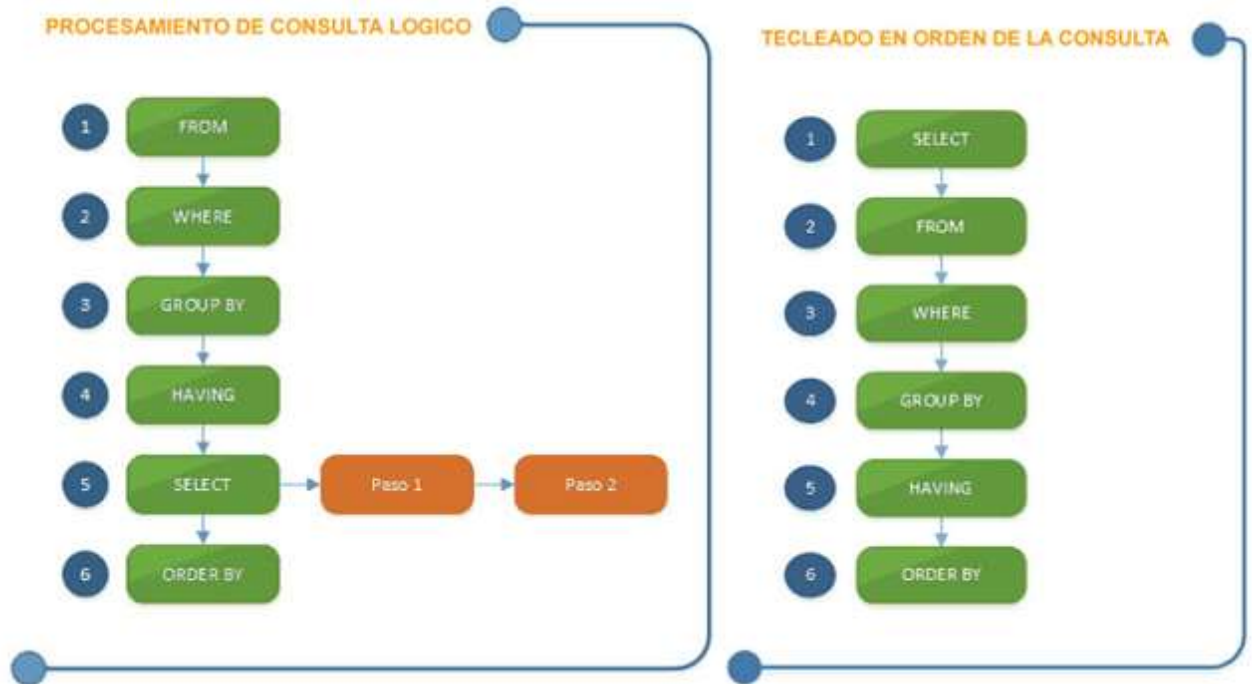 PROCESAMIENTO DE CONSULTA LOGICO
1 FROM
2 WHERE
3 GROUP BY
4 HAVING
5 SELECT Paso 1 Paso 2
6 ORDER BY
TECLEADO EN ORDEN DE LA CONSULTA
1 SELECT
2 FROM
3 WHERE
4 GROUP BY
5 HAVING
6 ORDER BY